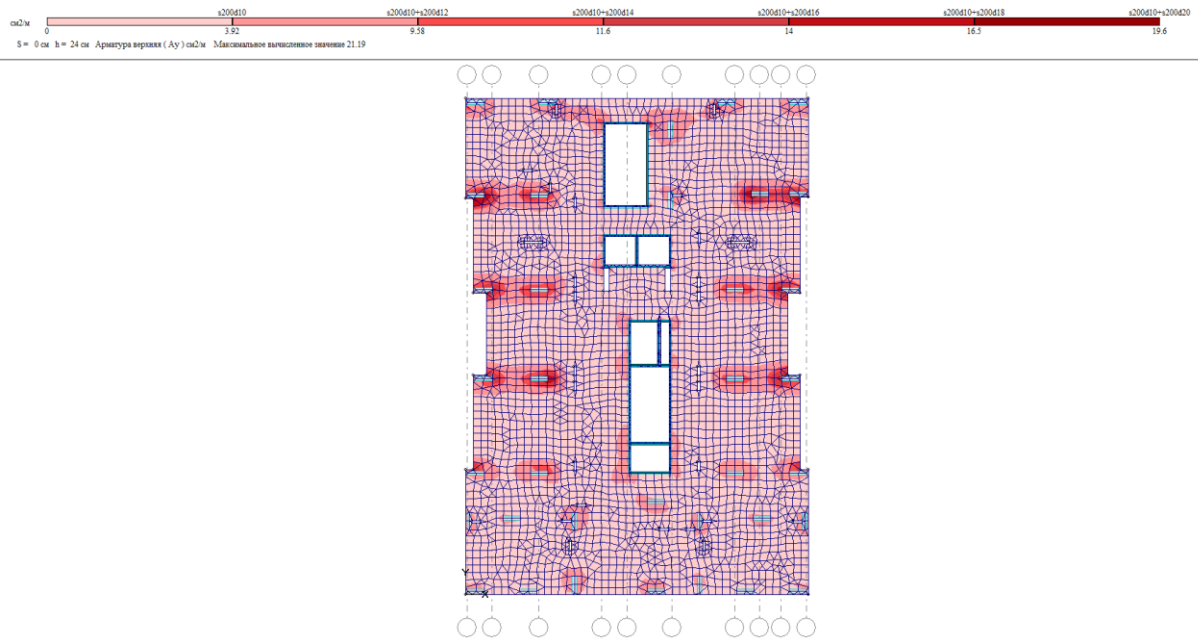 s200d10 s200d10+s200d12 s200d10+s200d14 s200d10+s200d16 s200d10+s200d18 s200d10+s200d20
см2/м
0 3.92 9.58 11.6 14 16.5 19.6
S = 0 см h = 24 см Арматура верхняя ( Ay ) см2/м Максимальное вычисленное значение 21.19
Y
X